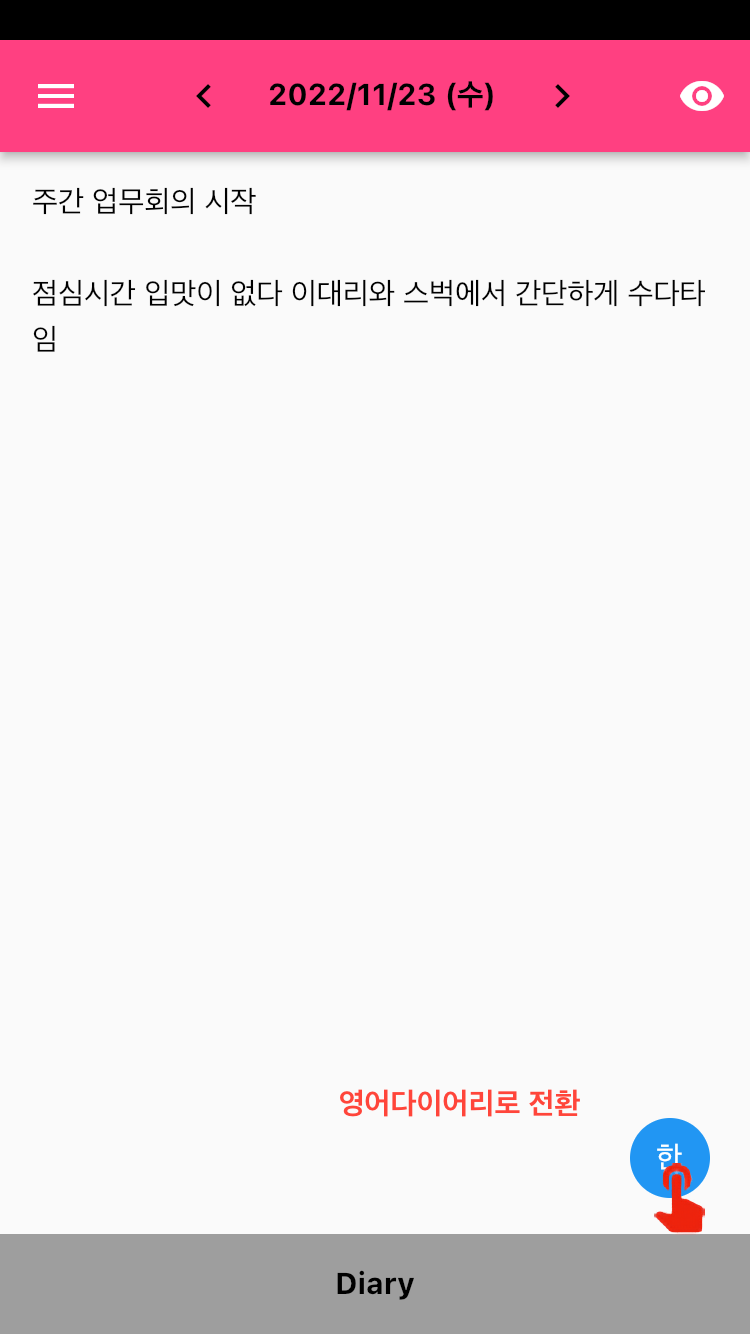 2022/11/23 (수)
주간 업무회의 시작
점심시간 입맛이 없다 이대리와 스벅에서 간단하게 수다타
임
영어다이어리로 전환
한
Diary